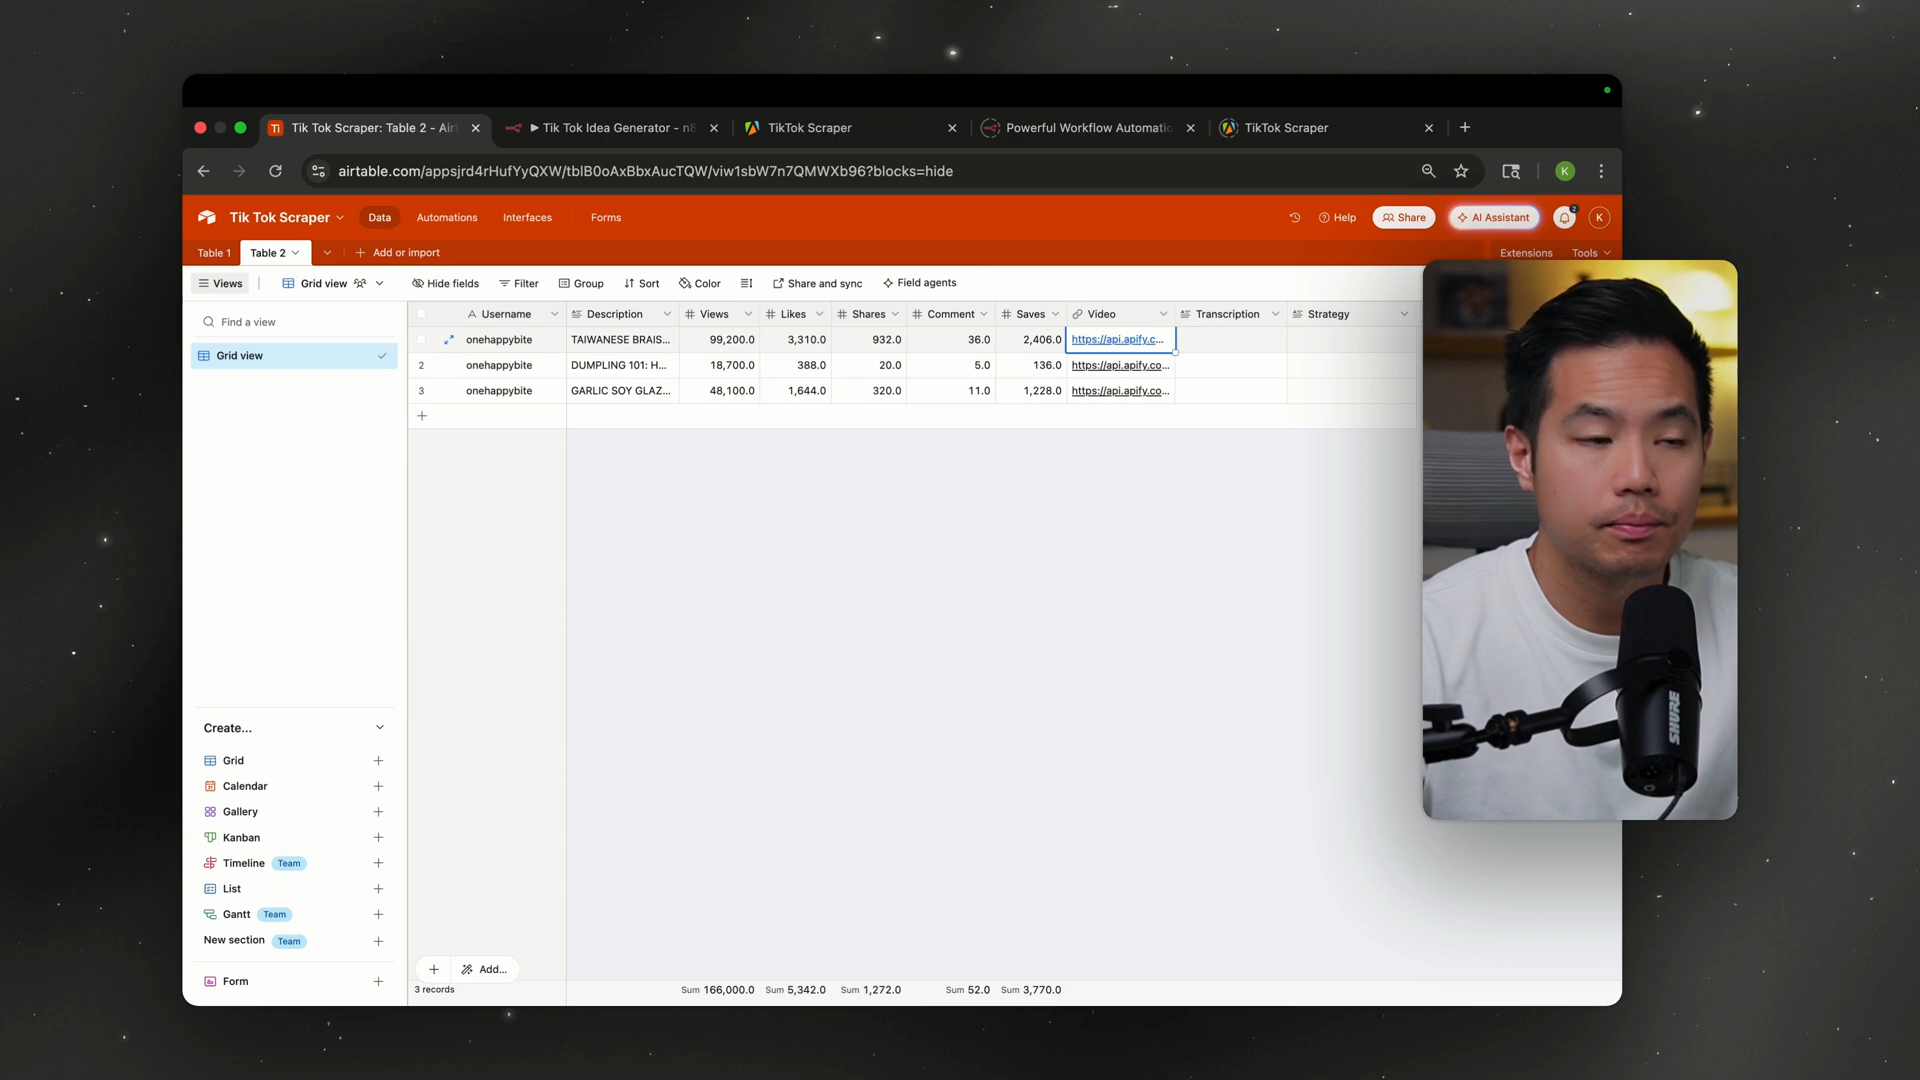 Tik Tok Scraper: Table 2 - Air
Tik Tok Idea Generator - n8
TikTok Scraper
Powerful Workflow Automatio
TikTok Scraper
airtable.com/appsjrd4rHufYyQXW/tblB0oAxBbxAucTQW/viw1sbW7n7QMWXb96?blocks=hide
K
Tik Tok Scraper
Data
Automations
Interfaces
Forms
Help
Share
AI Assistant
2
K
Table 1
Table 2
Add or import
Extensions
Tools
Views
Grid view
Hide fields
Filter
Group
Sort
Color
Share and sync
Field agents
Find a view
Grid view
Username Description Views Likes Shares Comment Saves Video Transcription Strategy
onehappybite TAIWANESE BRAIS... 99,200.0 3,310.0 932.0 36.0 2,406.0 https://api.apify.c...
2 onehappybite DUMPLING 101: H... 18,700.0 388.0 20.0 5.0 136.0 https://api.apify.co...
3 onehappybite GARLIC SOY GLAZ... 48,100.0 1,644.0 320.0 11.0 1,228.0 https://api.apify.co...
Create...
Grid
Calendar
Gallery
Kanban
Timeline Team
List
Gantt Team
New section Team
Form
Add...
3 records
Sum 166,000.0 Sum 5,342.0 Sum 1,272.0 Sum 52.0 Sum 3,770.0
SHURE